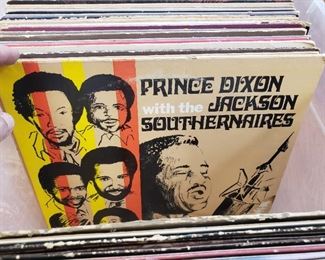 PRINCE DIXON
with the JACKSON
SOUTHERNAIRES